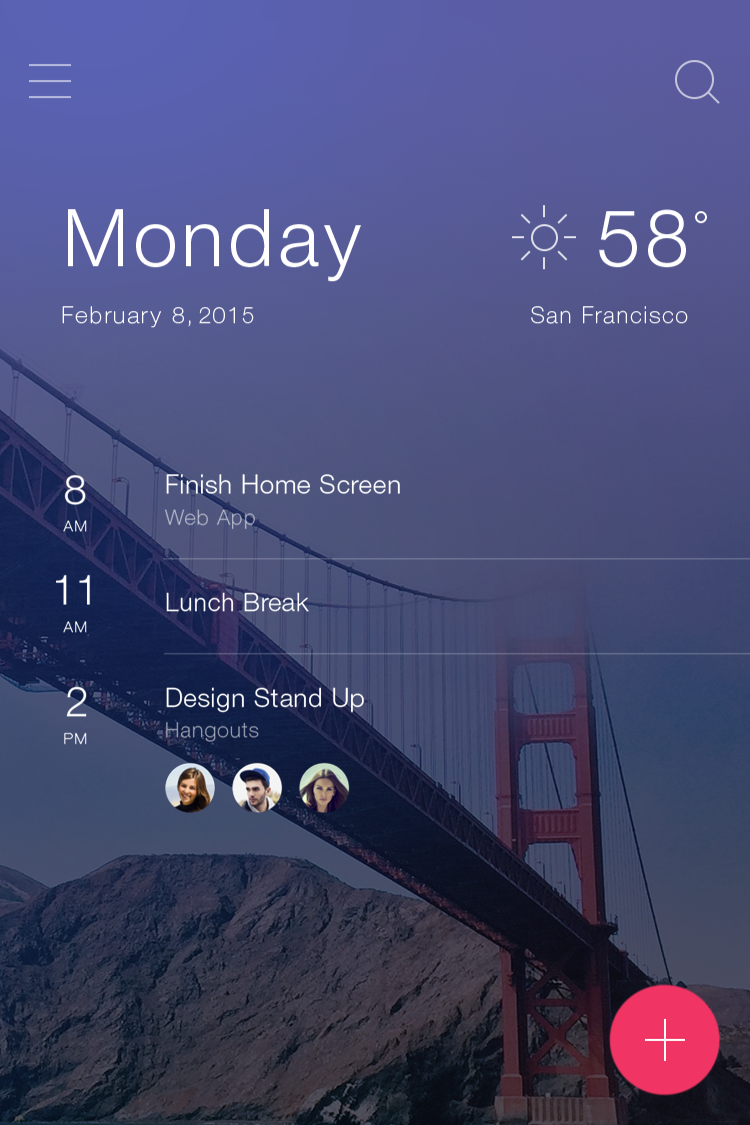 Monday
58°
February 8, 2015
San Francisco
8
AM
Finish Home Screen
Web App
11
AM
Lunch Break
2
PM
Design Stand Up
Hangouts